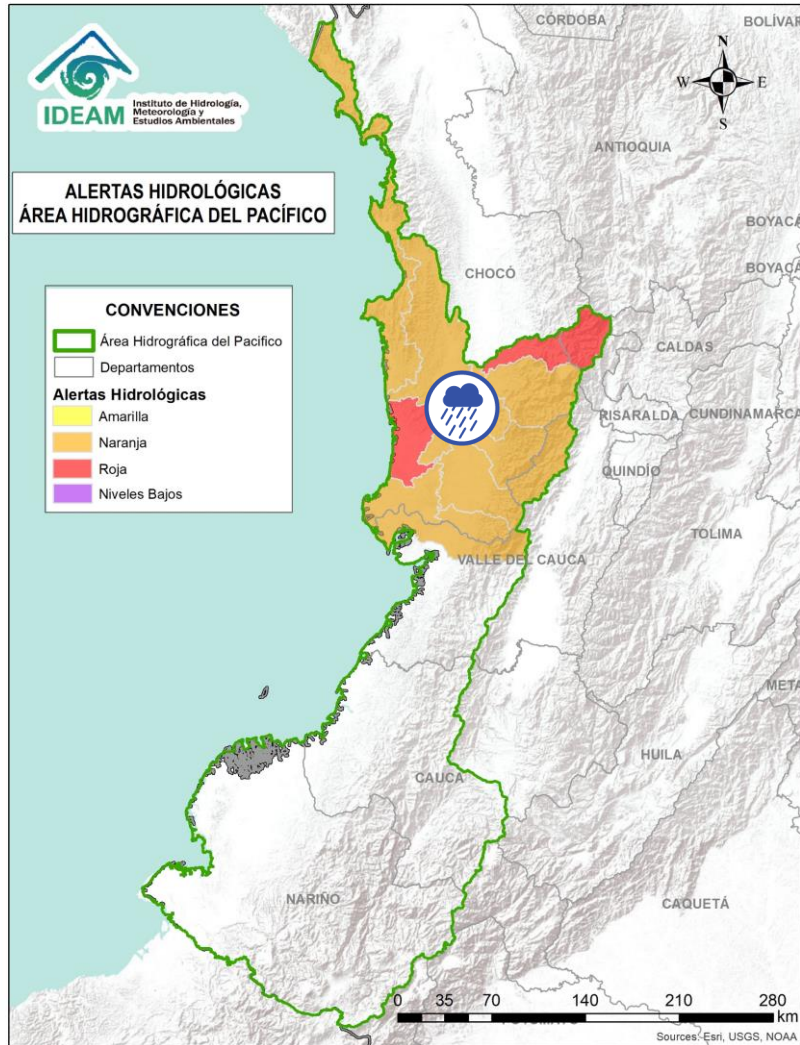 IDEAM
Instituto de Hidrología,
Meteorología y
Estudios Ambientales
ALERTAS HIDROLÓGICAS
ÁREA HIDROGRÁFICA DEL PACÍFICO
CONVENCIONES
Área Hidrográfica del Pacifico
Departamentos
Alertas Hidrológicas
Amarilla
Naranja
Roja
Niveles Bajos
CÓRDOBA
BOLÍVAR
N
W
E
S
ANTIOQUIA
BOYACÁ
CHOCÓ
BOYACÁ
CALDAS
RISARALDA
CUNDINAMARCA
QUINDÍO
TOLIMA
VALLE DEL CAUCA
META
HUILA
CAUCA
NARIÑO
CAQUETÁ
0 35 70 140 210 280
km
Sources: Esri, USGS, NOAA